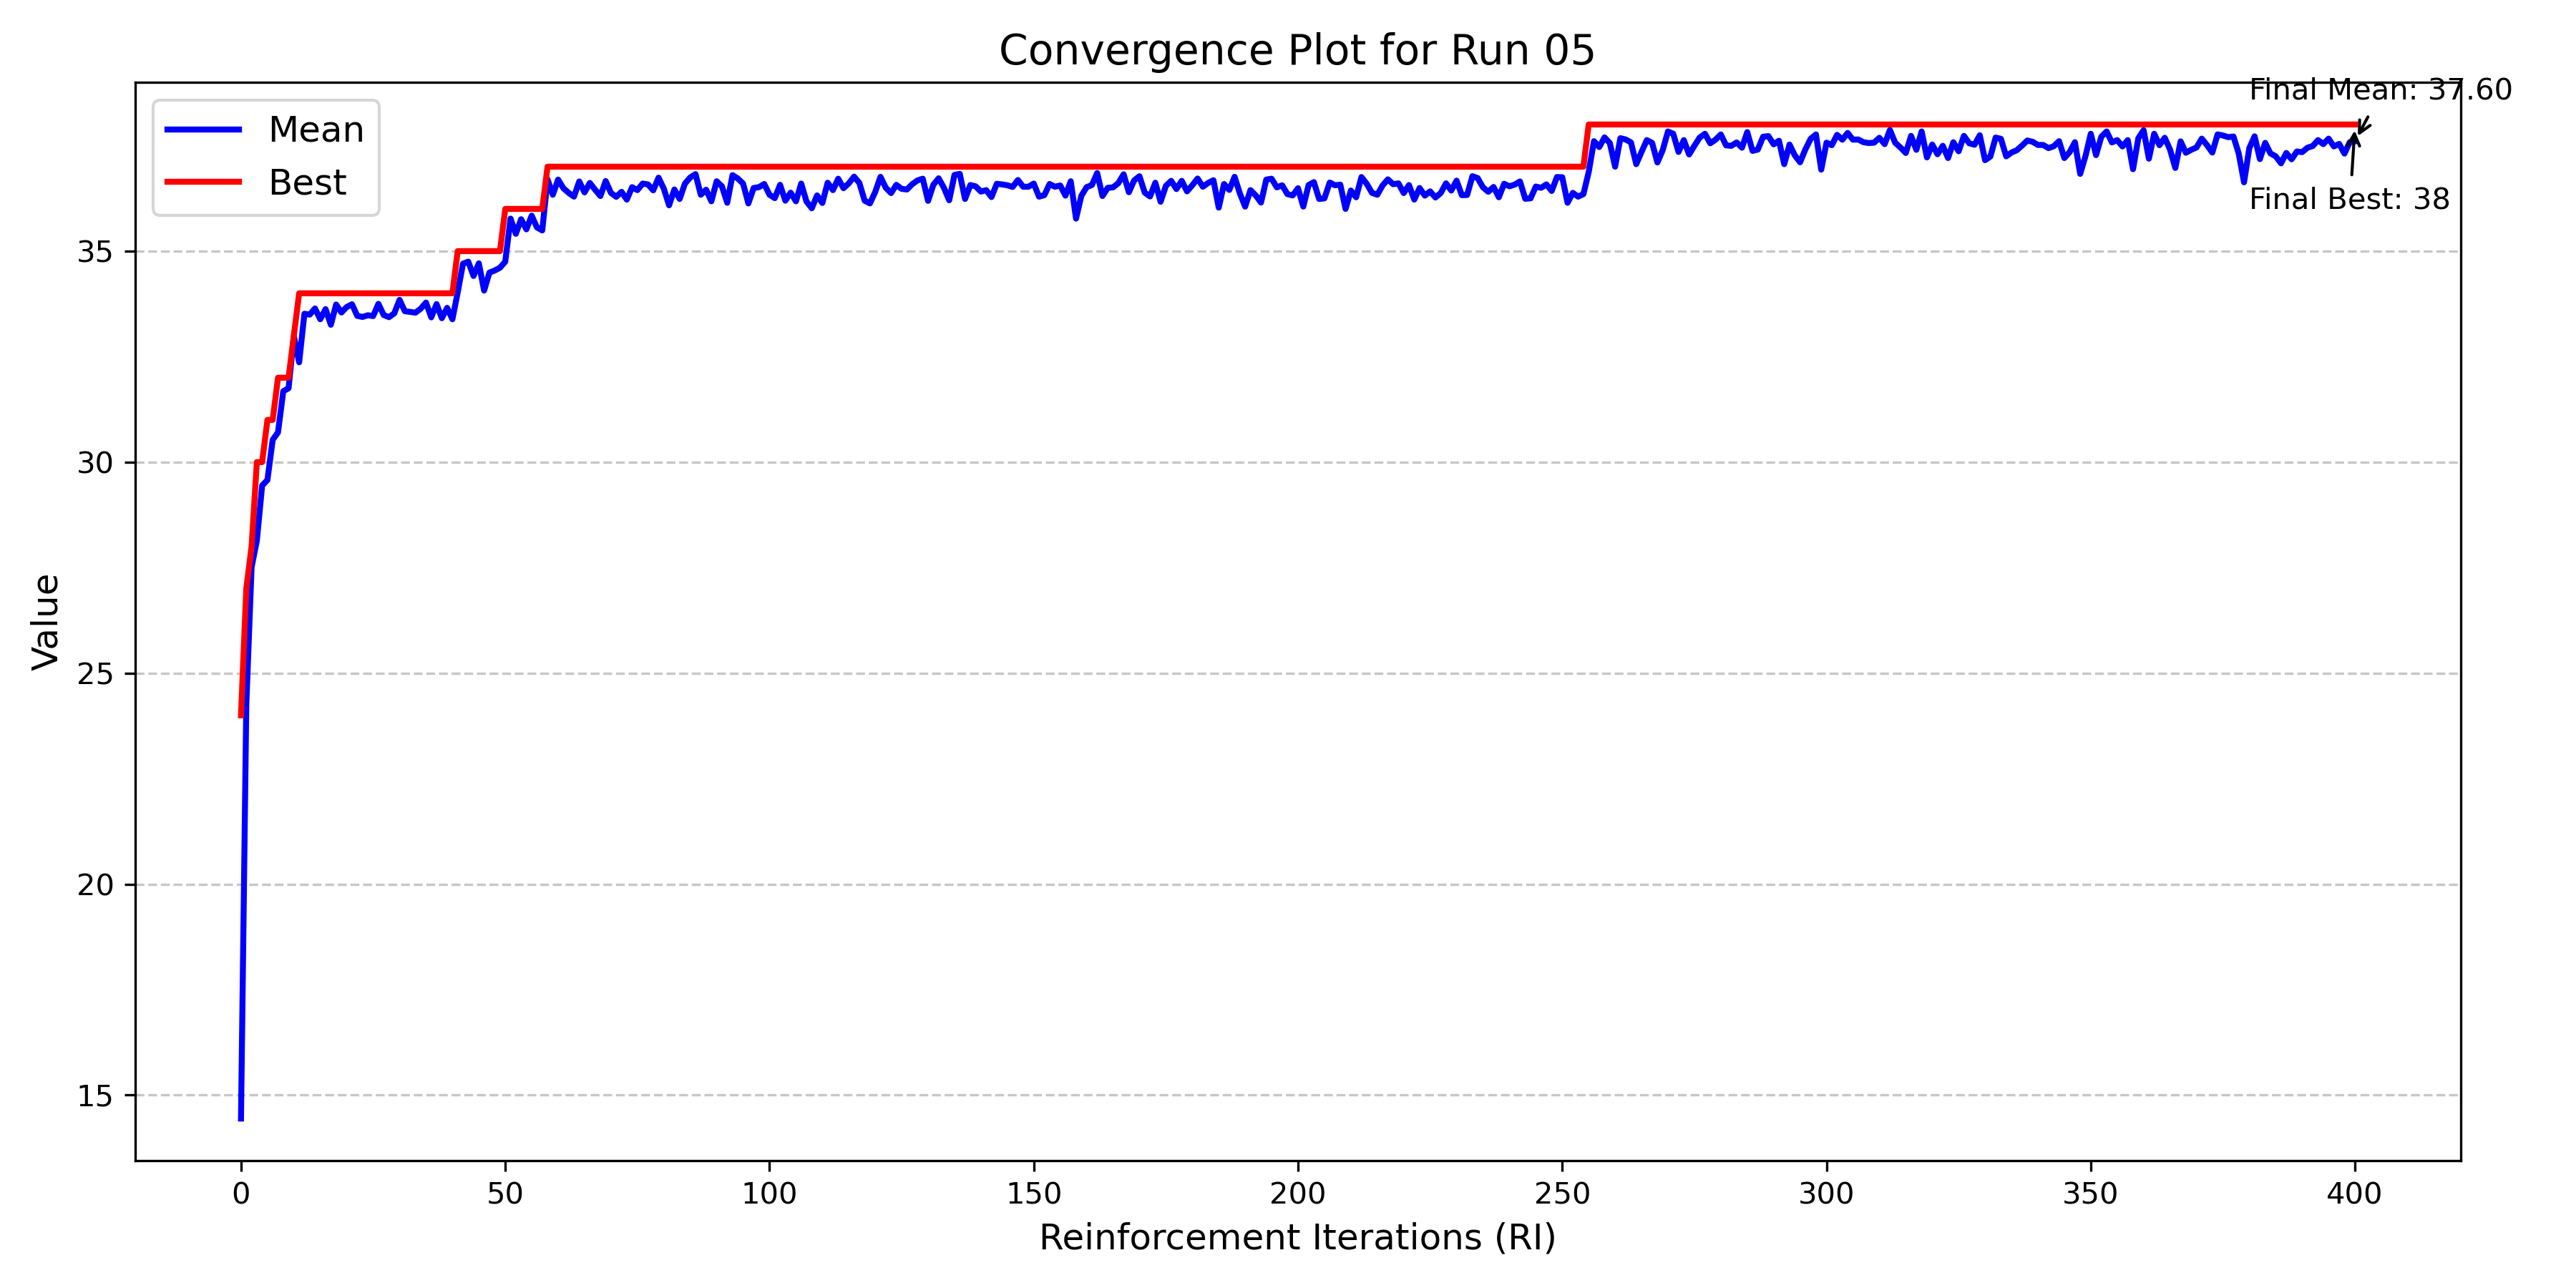 Convergence Plot for Run 05
Final Mean: 37.60
Mean
Best
Final Best: 38
35
30
25
20
15
Value
0 50 100 150 200 250 300 350 400
Reinforcement Iterations (RI)